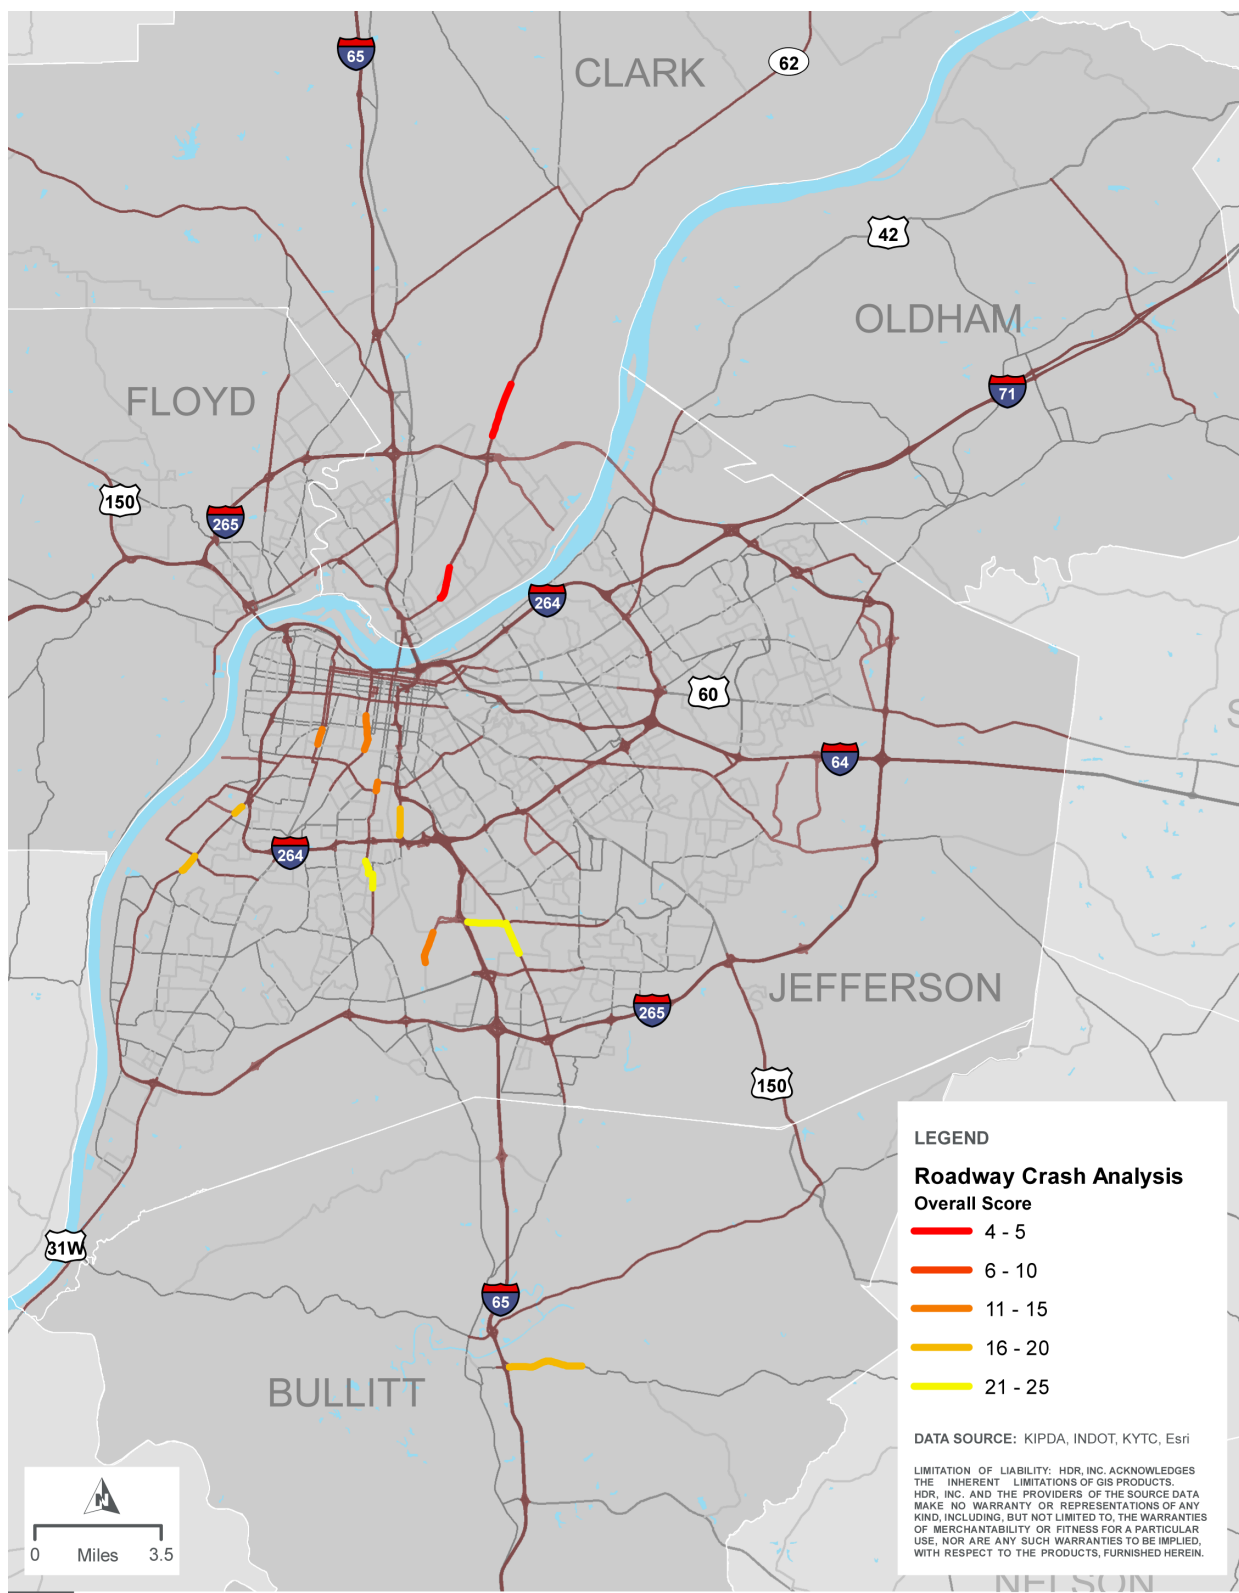 65
CLARK
62
42
OLDHAM
71
FLOYD
150
265
264
60
64
264
JEFFERSON
265
150
31W
65
BULLITT
LEGEND
Roadway Crash Analysis
Overall Score
4 - 5
6 - 10
11 - 15
16 - 20
21 - 25
DATA SOURCE: KIPDA, INDOT, KYTC, Esri
LIMITATION OF LIABILITY: HDR, INC. ACKNOWLEDGES
THE INHERENT LIMITATIONS OF GIS PRODUCTS.
HDR, INC. AND THE PROVIDERS OF THE SOURCE DATA
MAKE NO WARRANTY OR REPRESENTATIONS OF ANY
KIND, INCLUDING, BUT NOT LIMITED TO, THE WARRANTIES
OF MERCHANTABILITY OR FITNESS FOR A PARTICULAR
USE, NOR ARE ANY SUCH WARRANTIES TO BE IMPLIED,
WITH RESPECT TO THE PRODUCTS, FURNISHED HEREIN.
N
0 Miles 3.5
NELSON